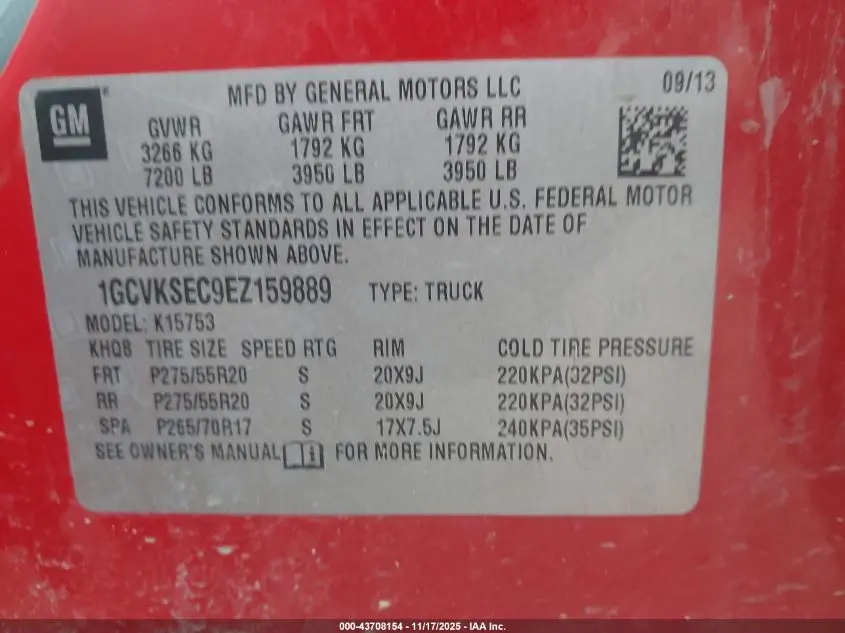 GM ®
MFD BY GENERAL MOTORS LLC
09/13
GVWR GAWR FRT GAWR RR
3266 KG 1792 KG 1792 KG
7200 LB 3950 LB 3950 LB
THIS VEHICLE CONFORMS TO ALL APPLICABLE U.S. FEDERAL MOTOR
VEHICLE SAFETY STANDARDS IN EFFECT ON THE DATE OF
MANUFACTURE SHOWN ABOVE.
1GCVKSEC9EZ159889 TYPE: TRUCK
MODEL: K15753
KHQB TIRE SIZE SPEED RTG RIM COLD TIRE PRESSURE
FRT P275/55R20 S 20X9J 220KPA(32PSI)
RR P275/55R20 S 20X9J 220KPA(32PSI)
SPA P265/70R17 S 17X7.5J 240KPA(35PSI)
SEE OWNER'S MANUAL i FOR MORE INFORMATION.
000-43708154 - 11/17/2025 - IAA Inc.